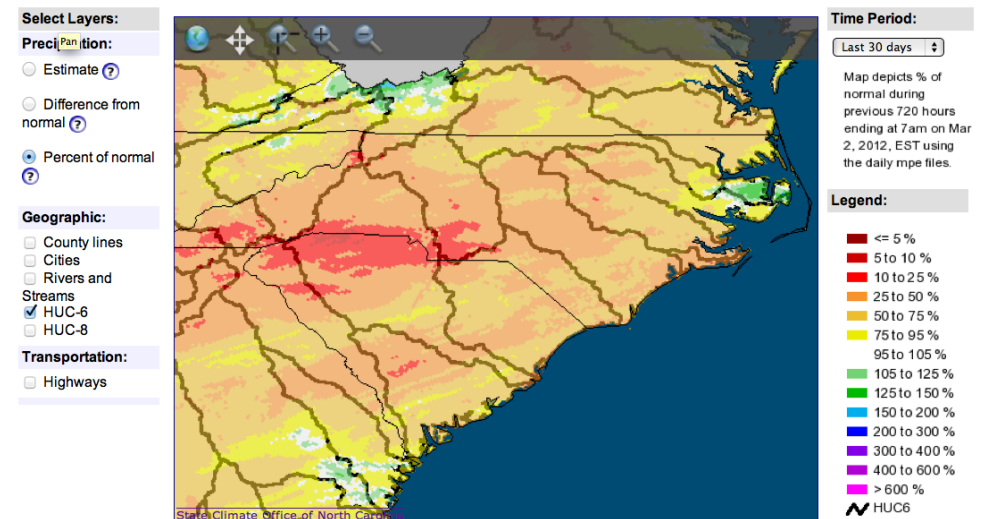 Select Layers:
Pan
Estimate
?
Difference from
normal
?
Percent of normal
?
Geographic:
County lines
Cities
Rivers and
Streams
HUC-6
HUC-8
Transportation:
Highways
State Climate Office of North
Time Period:
Last 30 days
Map depicts % of
normal during
previous 720 hours
ending at 7am on Mar
2, 2012, EST using
the daily mpe files.
Legend:
<= 5 %
5 to 10 %
10 to 25 %
25 to 50 %
50 to 75 %
75 to 95 %
95 to 105 %
105 to 125 %
125 to 150 %
150 to 200 %
200 to 300 %
300 to 400 %
400 to 600 %
> 600 %
HUC6